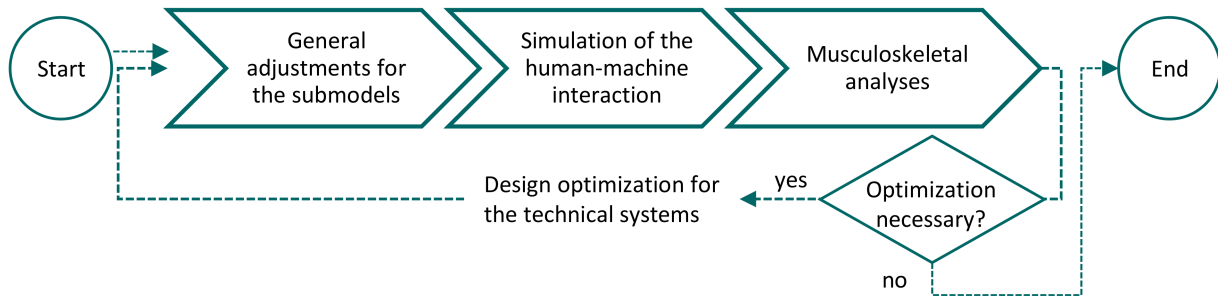 Start
General
adjustments for
the submodels
Simulation of the
human-machine
interaction
Musculoskeletal
analyses
End
Design optimization for
the technical systems
yes
Optimization
necessary?
no